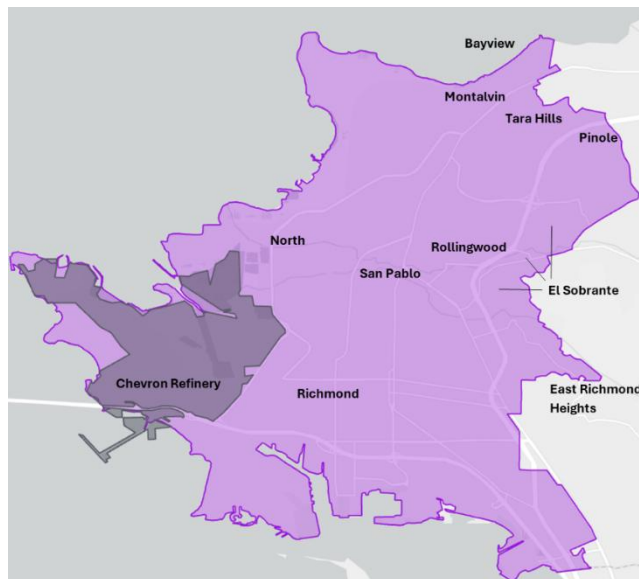 Bayview
Montalvin
Tara Hills
Pinole
North
Rollingwood
San Pablo
El Sobrante
Chevron Refinery
Richmond
East Richmond
Heights